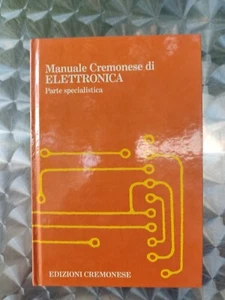 Manuale Cremonese di
ELETTRONICA
Parte specialistica
EDIZIONI CREMONESE